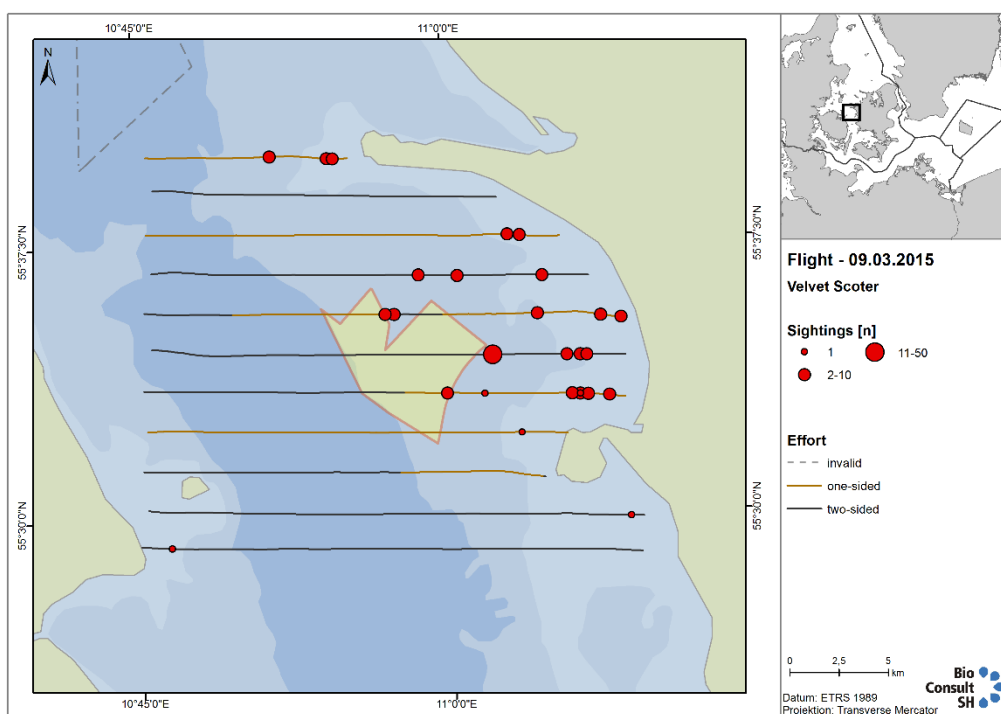 10°45'0"E
11°0'0"E
N
55°37'30"N
55°37'30"N
55°30'0"N
55°30'0"N
10°45'0"E
11°0'0"E
Flight - 09.03.2015
Velvet Scoter
Sightings [n]
1
11-50
2-10
Effort
invalid
one-sided
two-sided
0 2,5 5
km
Bio
Consult
SH
Datum: ETRS 1989
Projektion: Transverse Mercator